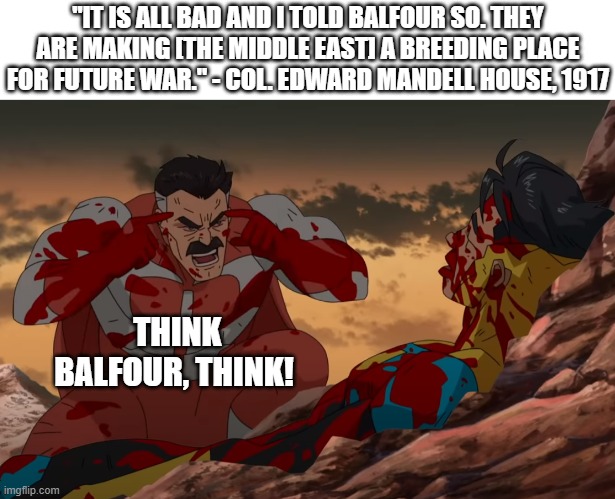 "IT IS ALL BAD AND I TOLD BALFOUR SO. THEY
ARE MAKING [THE MIDDLE EAST] A BREEDING PLACE
FOR FUTURE WAR." - COL. EDWARD MANDELL HOUSE, 1917
THINK
BALFOUR, THINK!
imgflip.com